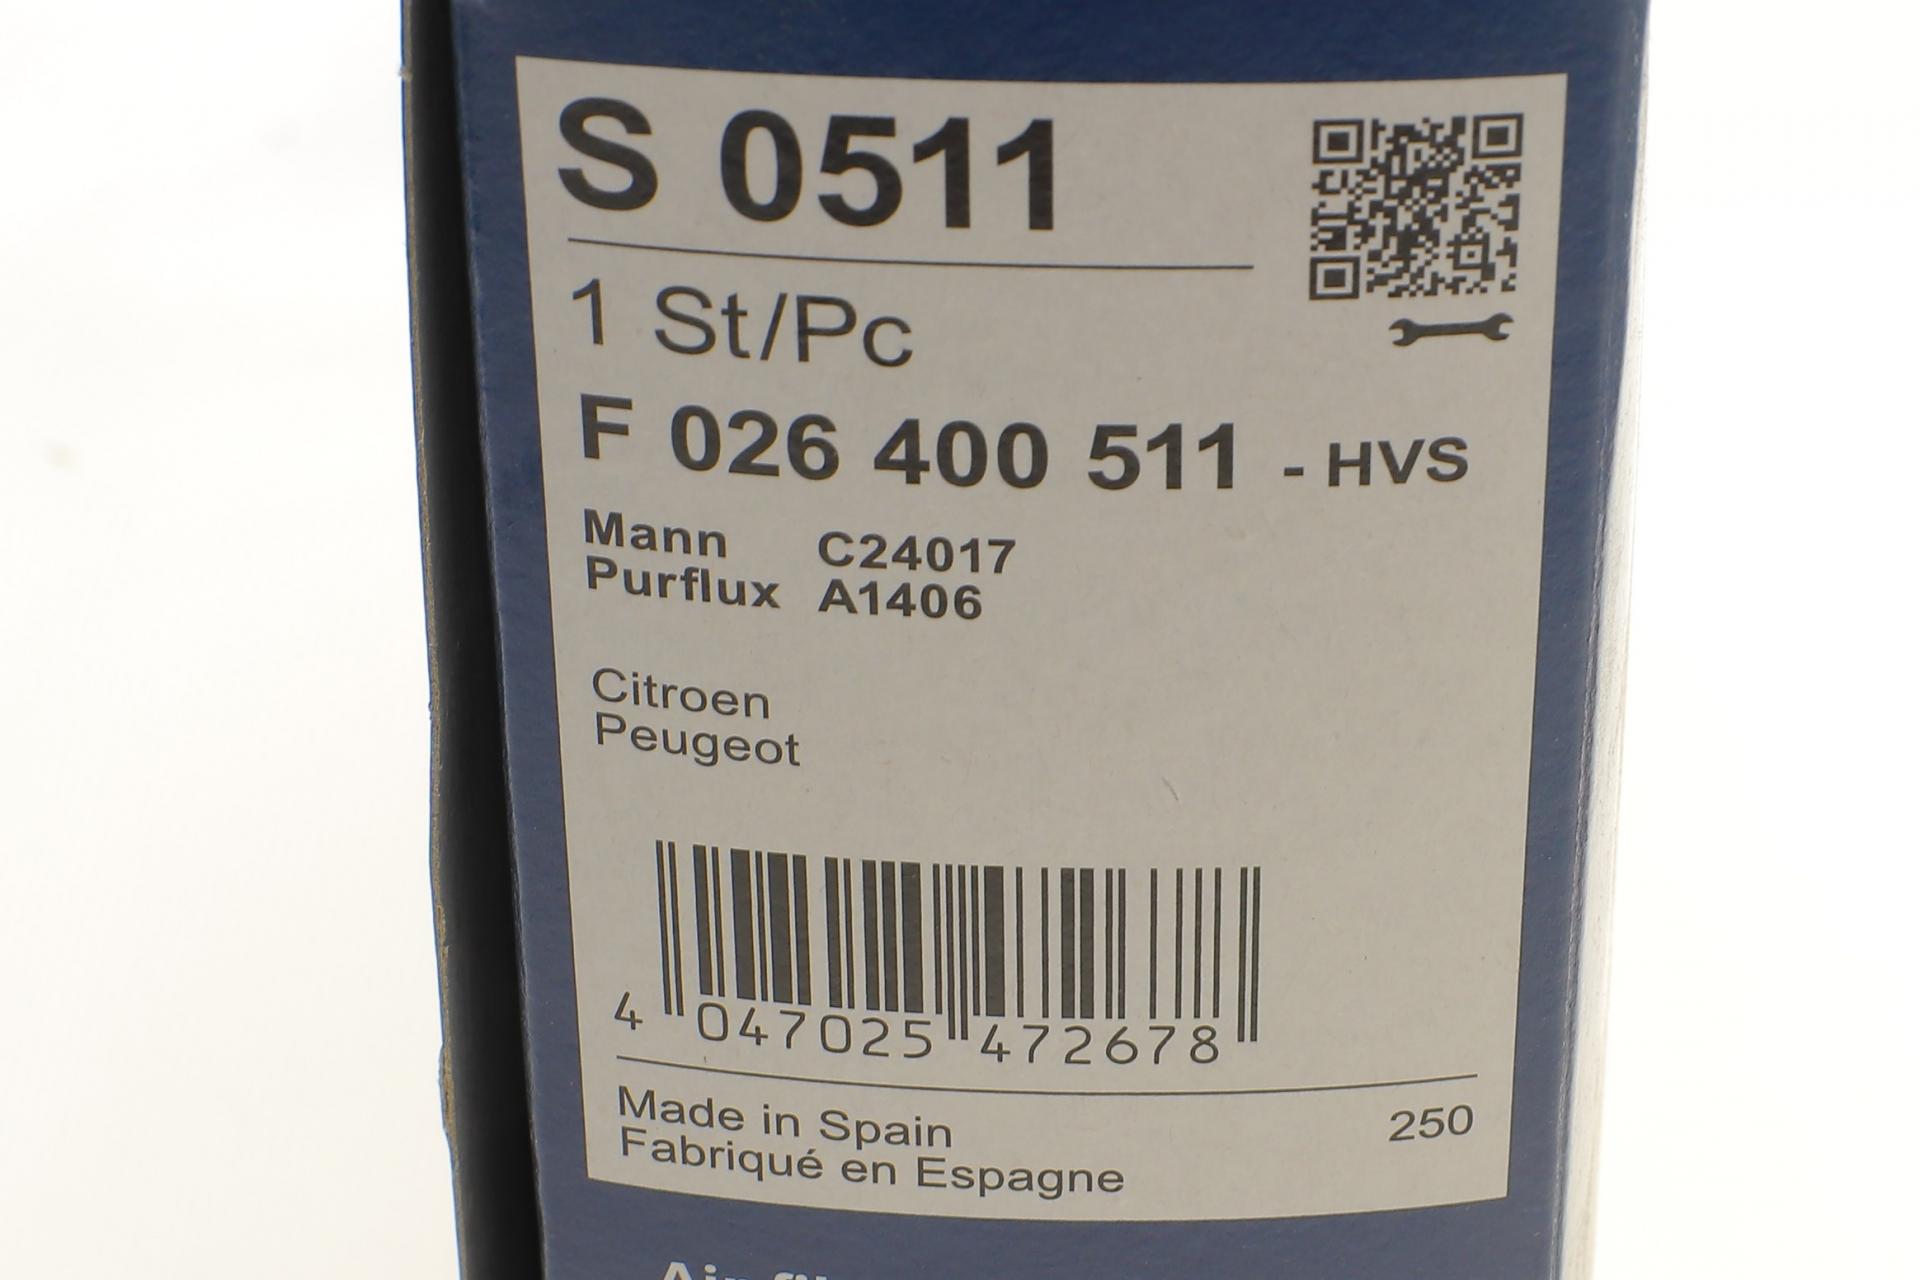 S 0511
1 St/Pc
F 026 400 511 - HVS
Mann C24017
Purflux A1406
Citroen
Peugeot
4 047025 472678
Made in Spain 250
Fabriqué en Espagne